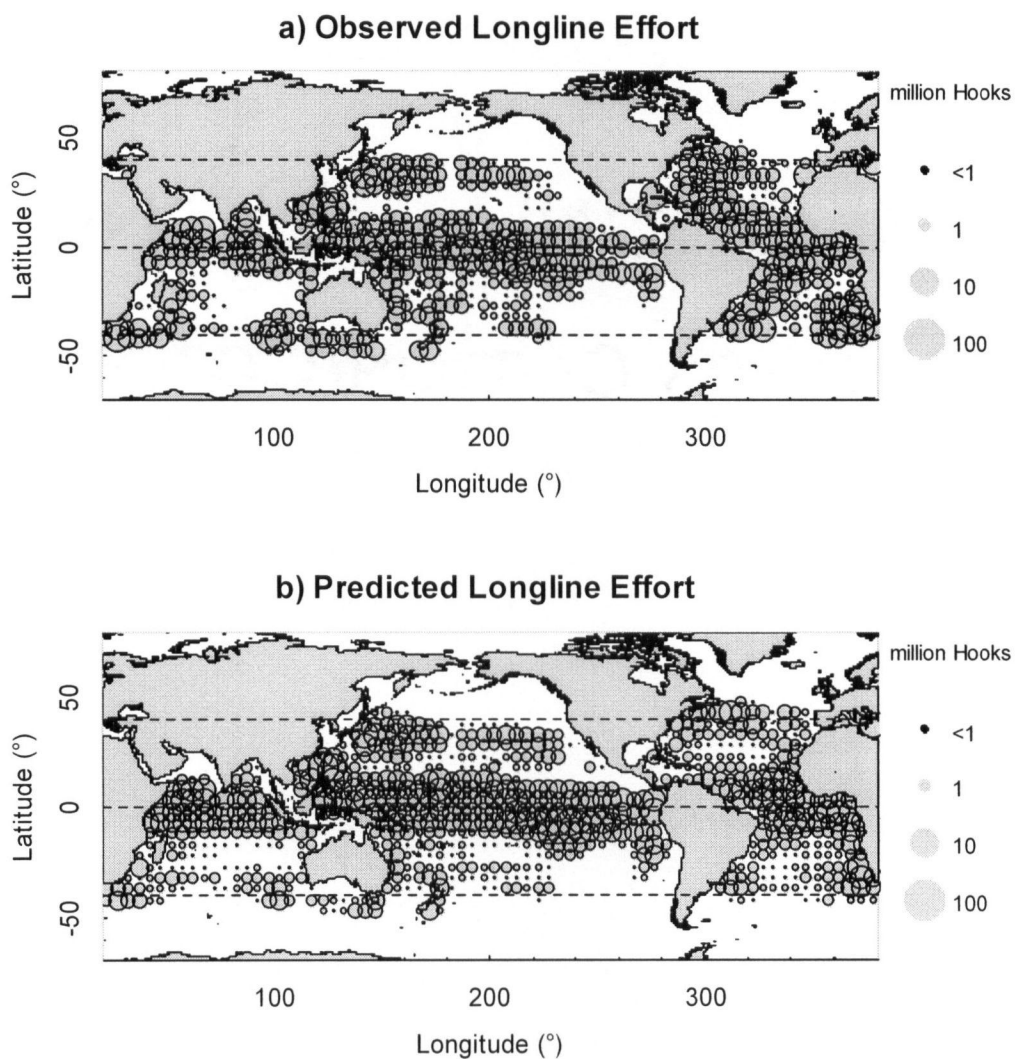 a) Observed Longline Effort
million Hooks
<1
1
10
100
50
0
-50
Latitude (°)
100 200 300
Longitude (°)
b) Predicted Longline Effort
million Hooks
<1
1
10
100
50
0
-50
Latitude (°)
100 200 300
Longitude (°)